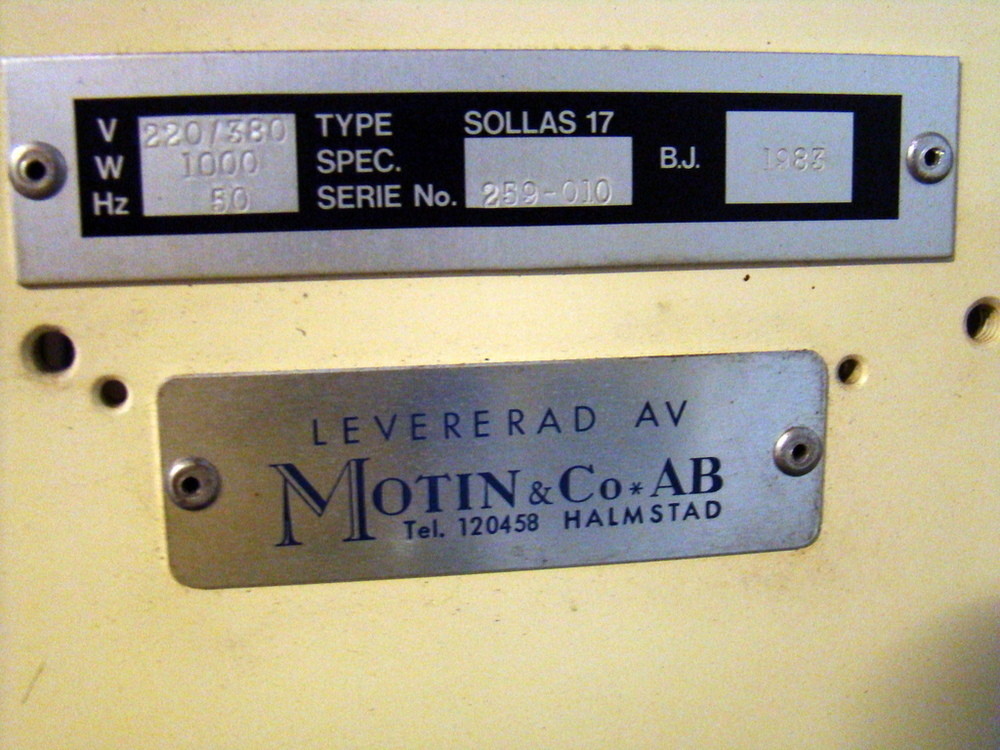 V 220/380 TYPE SOLLAS 17
W 1000 SPEC. B.J. 1983
Hz 50 SERIE No. 259-010
LEVERERAD AV
MOTIN & Co * AB
Tel. 120458 HALMSTAD